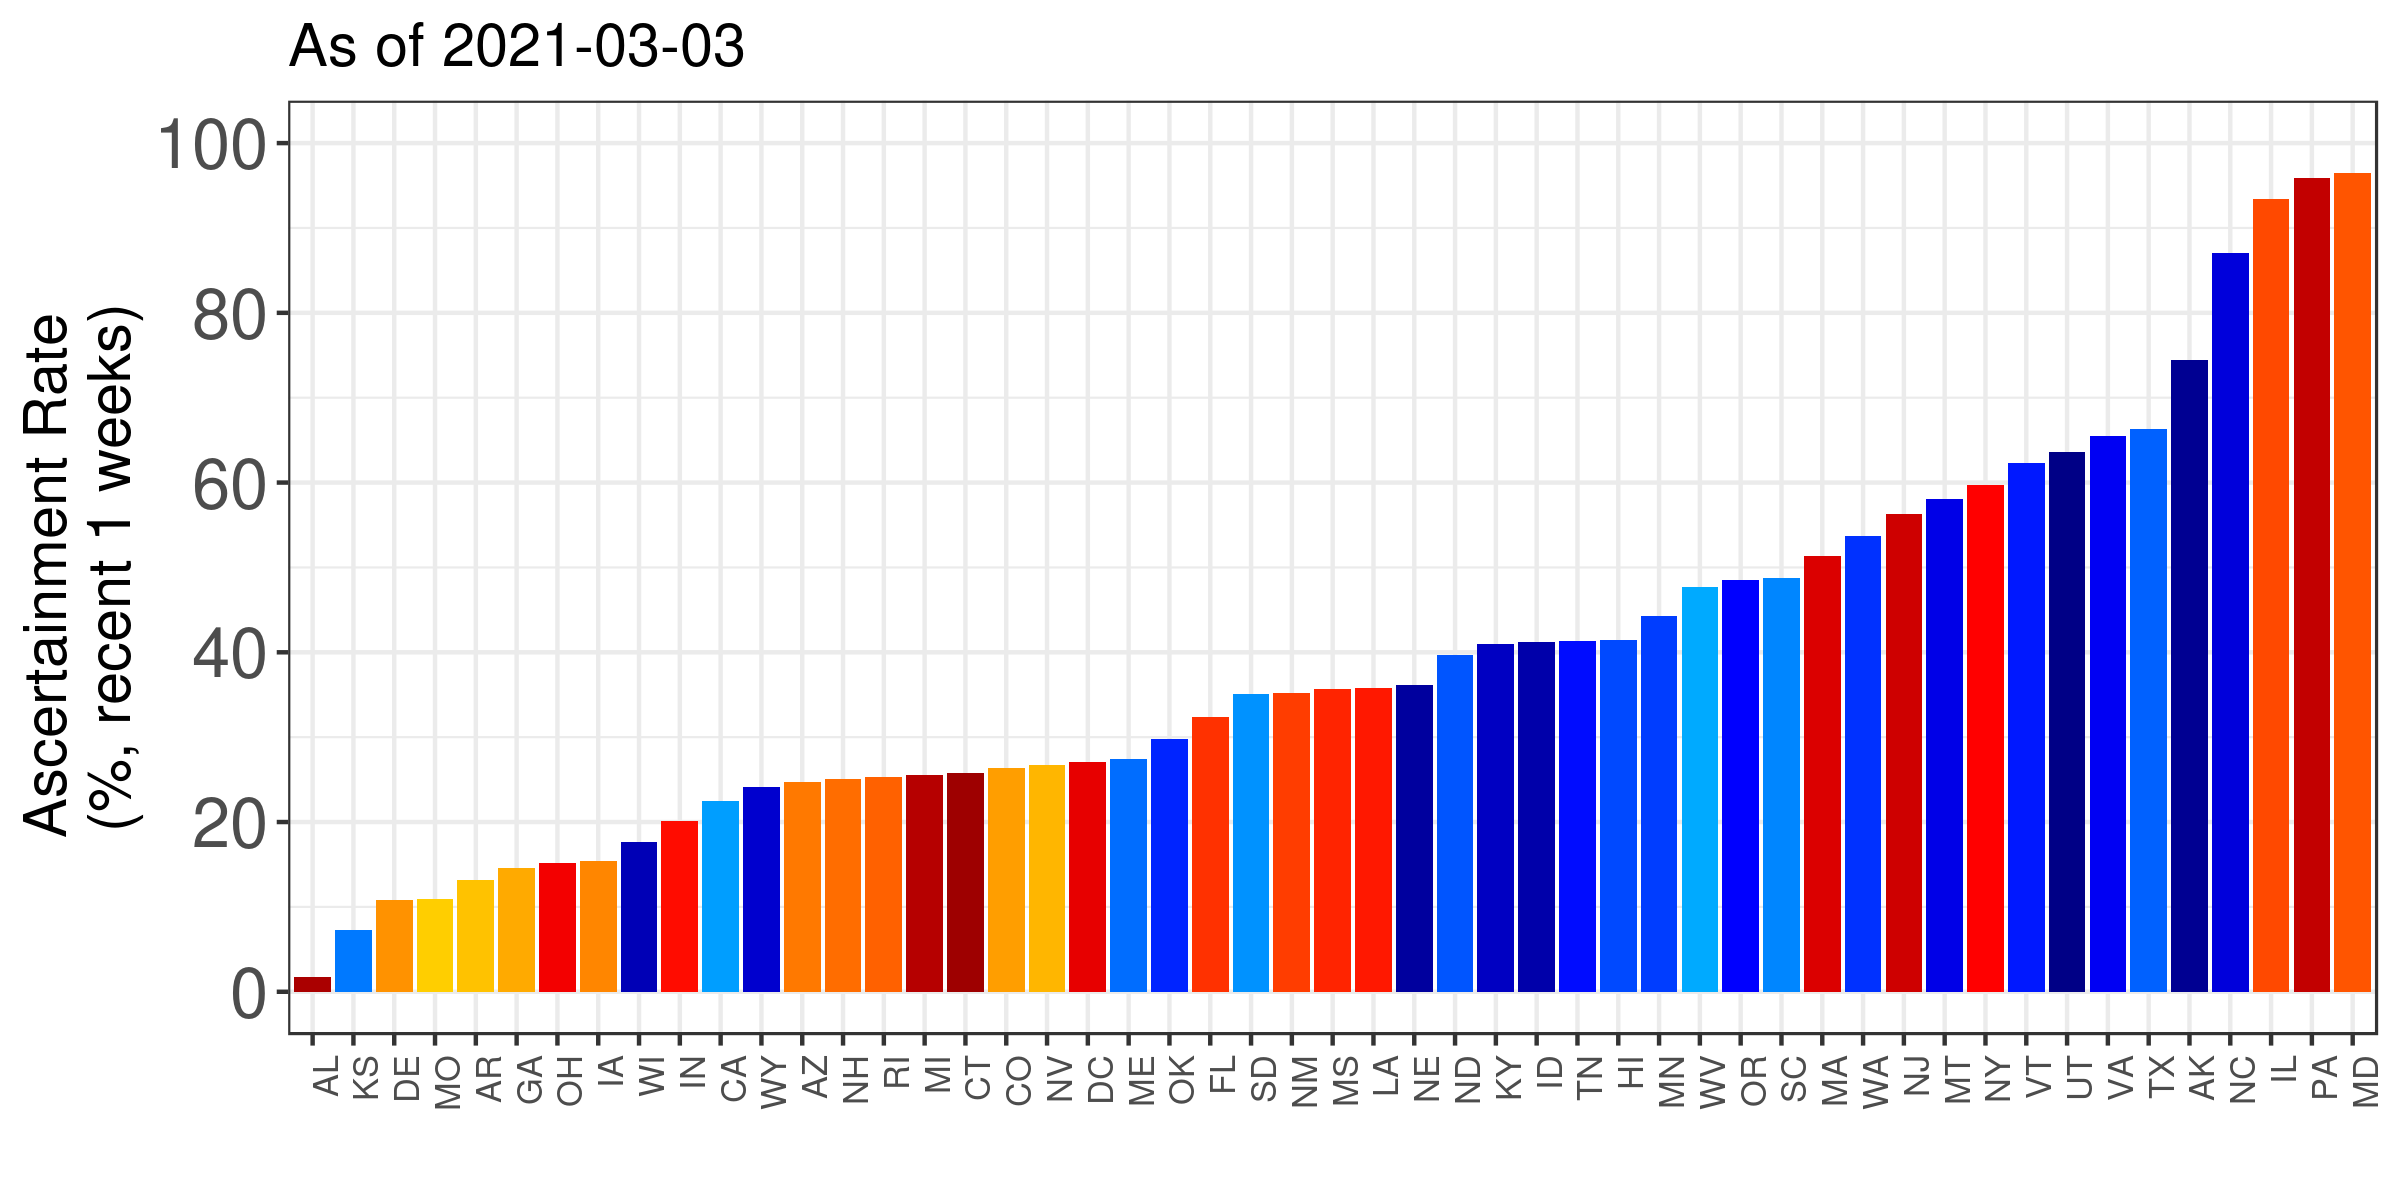 As of 2021-03-03
Ascertainment Rate
(%, recent 1 weeks)
100
80
60
40
20
0
AL KS DE MO AR GA OH IA WI IN CA WY AZ NH RI MI CT CO NV DC ME OK FL SD NM MS LA NE ND KY ID TN HI MN WV OR SC MA WA NJ MT NY VT UT VA TX AK NC IL PA MD